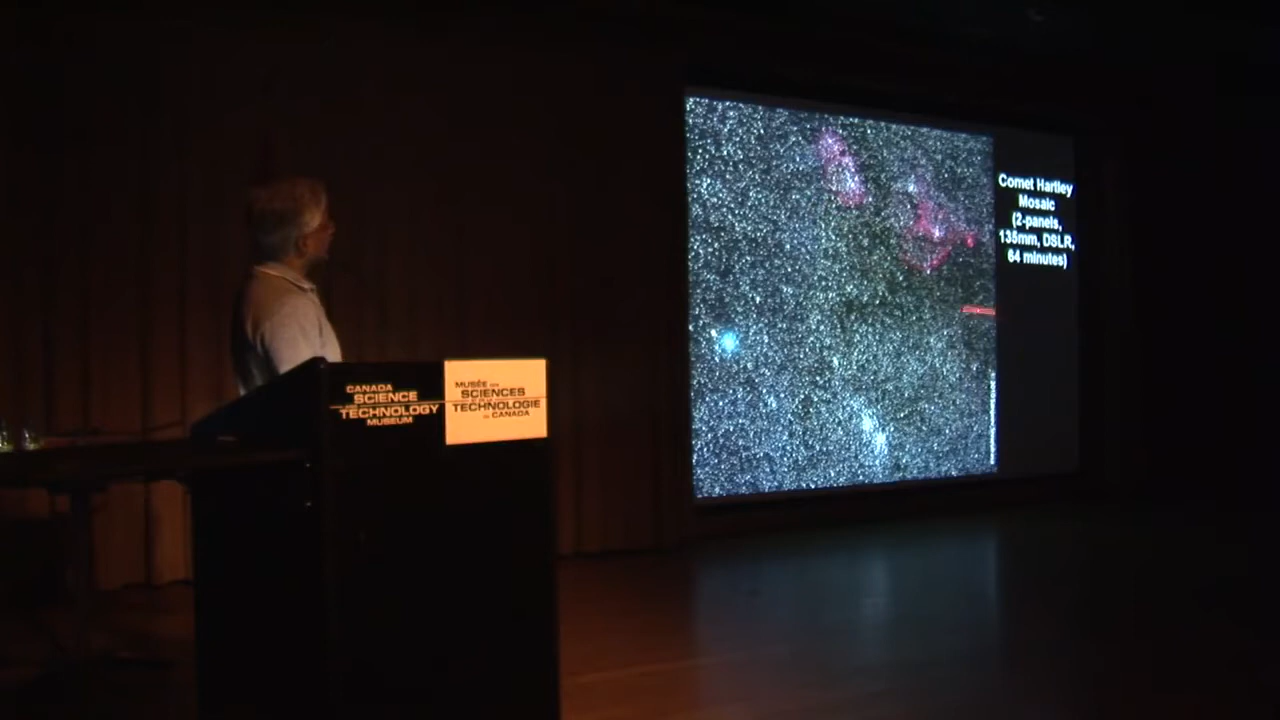 CANADA
SCIENCE
TECHNOLOGY
MUSEUM
MUSÉE
SCIENCES
TECHNOLOGIE
CANADA
Comet Hartley
Mosaic
(2-panels,
135mm, DSLR,
64 minutes)